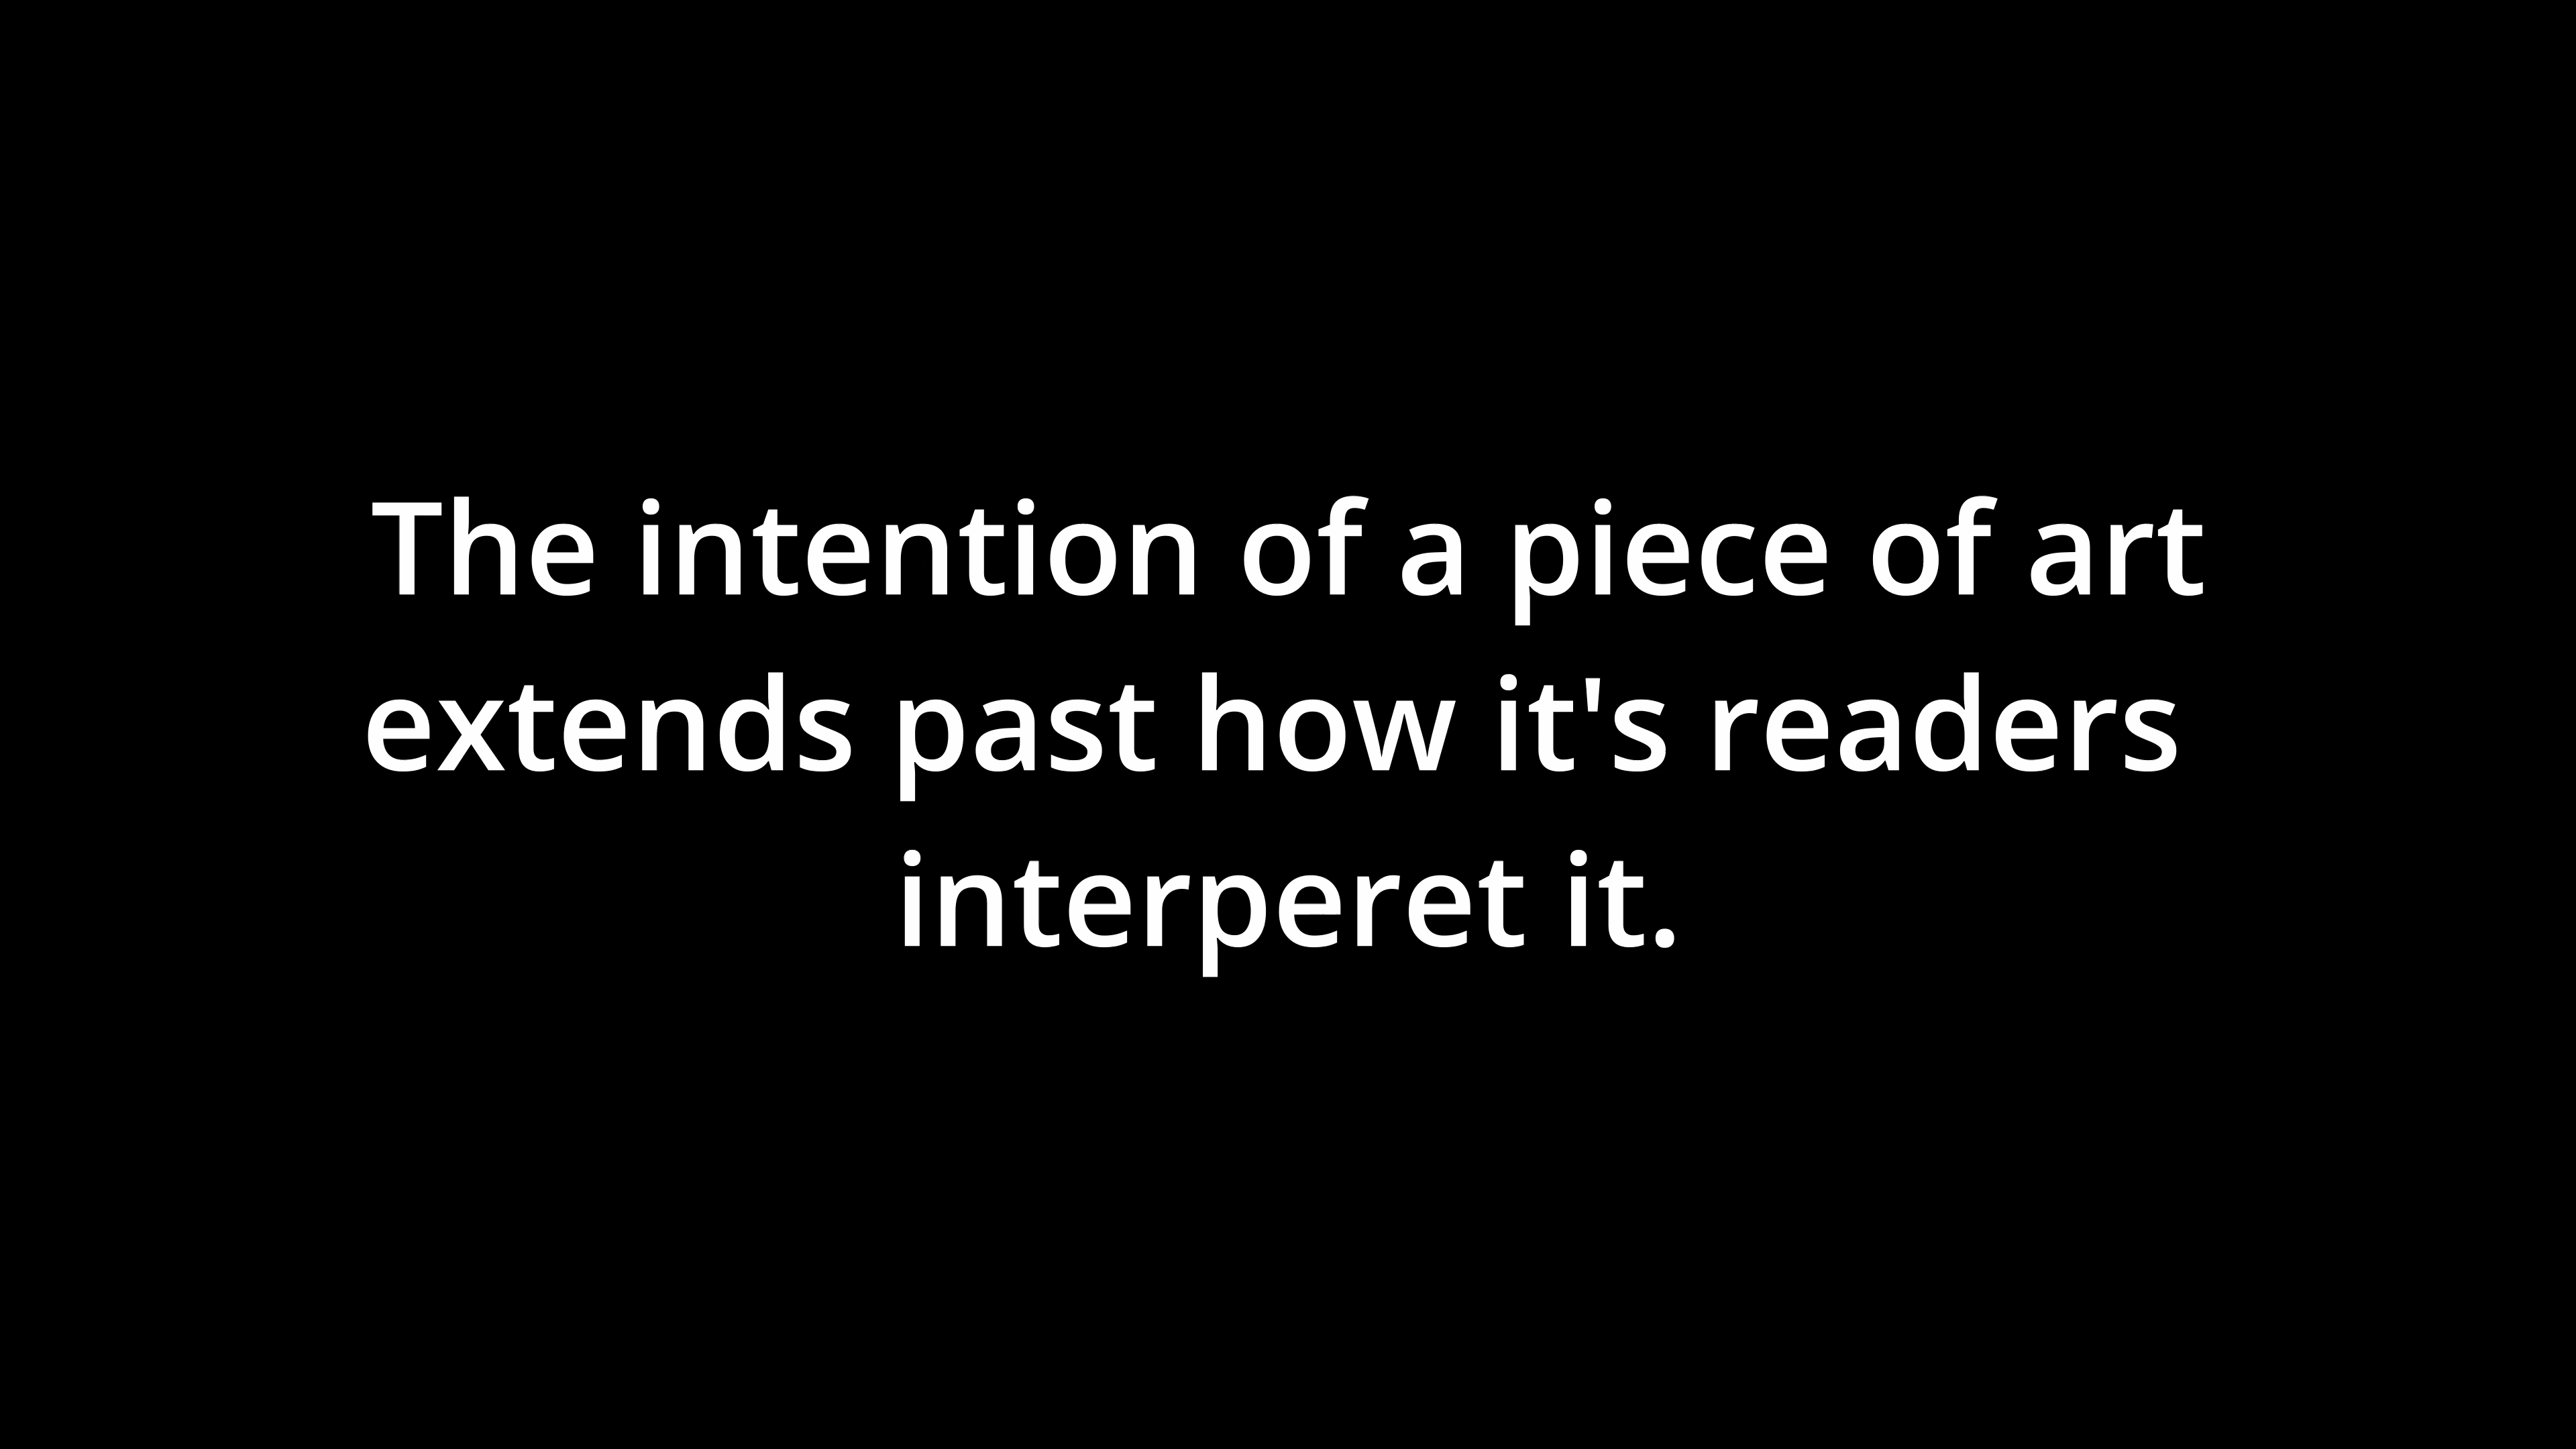 The intention of a piece of art
extends past how it's readers
interperet it.